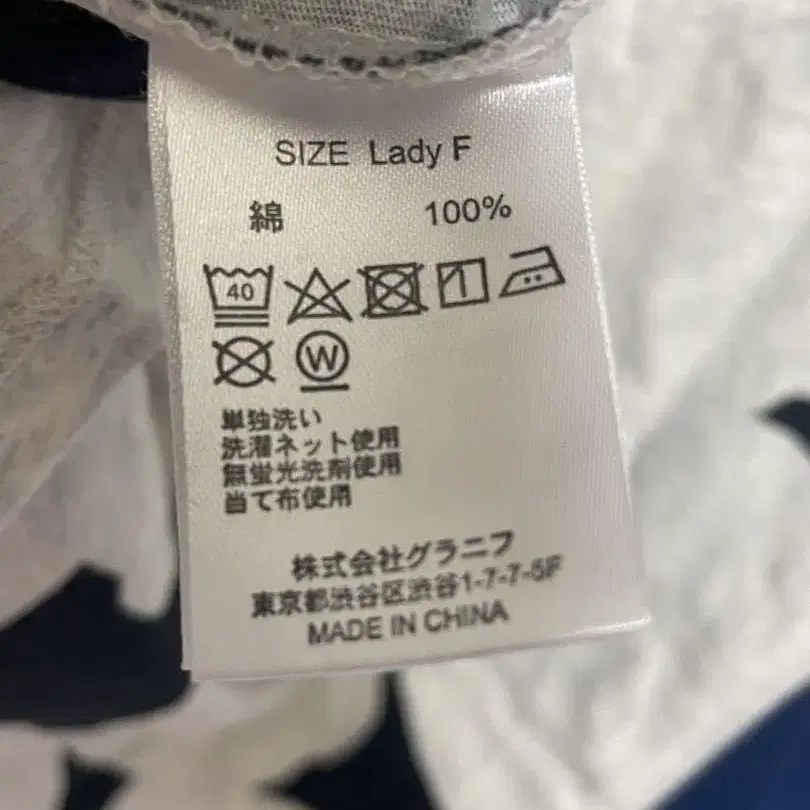 SIZE Lady F
綿 100%
40
W
単独洗い
洗濯ネット使用
無蛍光洗剤使用
当て布使用
株式会社グラニフ
東京都渋谷区渋谷1-7-7-5F
MADE IN CHINA